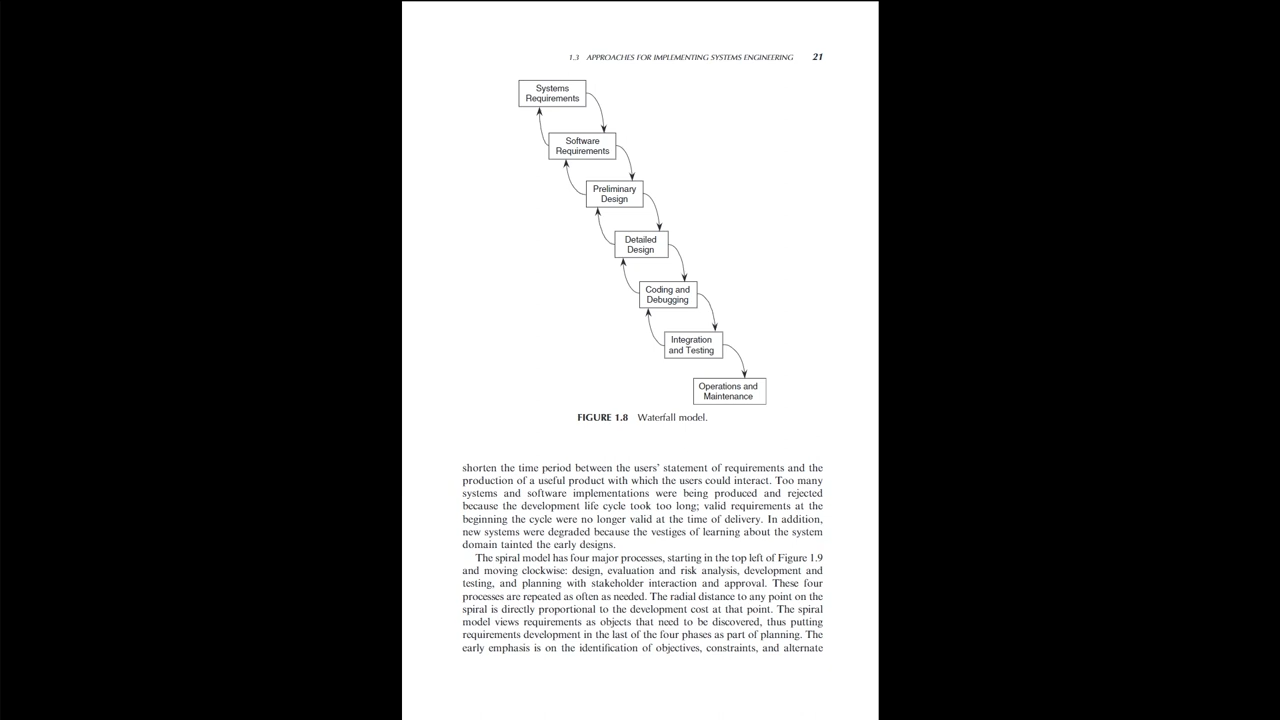 1.3 APPROACHES FOR IMPLEMENTING SYSTEMS ENGINEERING 21
Systems
Requirements
Software
Requirements
Preliminary
Design
Detailed
Design
Coding and
Debugging
Integration
and Testing
Operations and
Maintenance
FIGURE 1.8 Waterfall model.
shorten the time period between the users' statement of requirements and the
production of a useful product with which the users could interact. Too many
systems and software implementations were being produced and rejected
because the development life cycle took too long; valid requirements at the
beginning the cycle were no longer valid at the time of delivery. In addition,
new systems were degraded because the vestiges of learning about the system
domain tainted the early designs.
The spiral model has four major processes, starting in the top left of Figure 1.9
and moving clockwise: design, evaluation and risk analysis, development and
testing, and planning with stakeholder interaction and approval. These four
processes are repeated as often as needed. The radial distance to any point on the
spiral is directly proportional to the development cost at that point. The spiral
model views requirements as objects that need to be discovered, thus putting
requirements development in the last of the four phases as part of planning. The
early emphasis is on the identification of objectives, constraints, and alternate